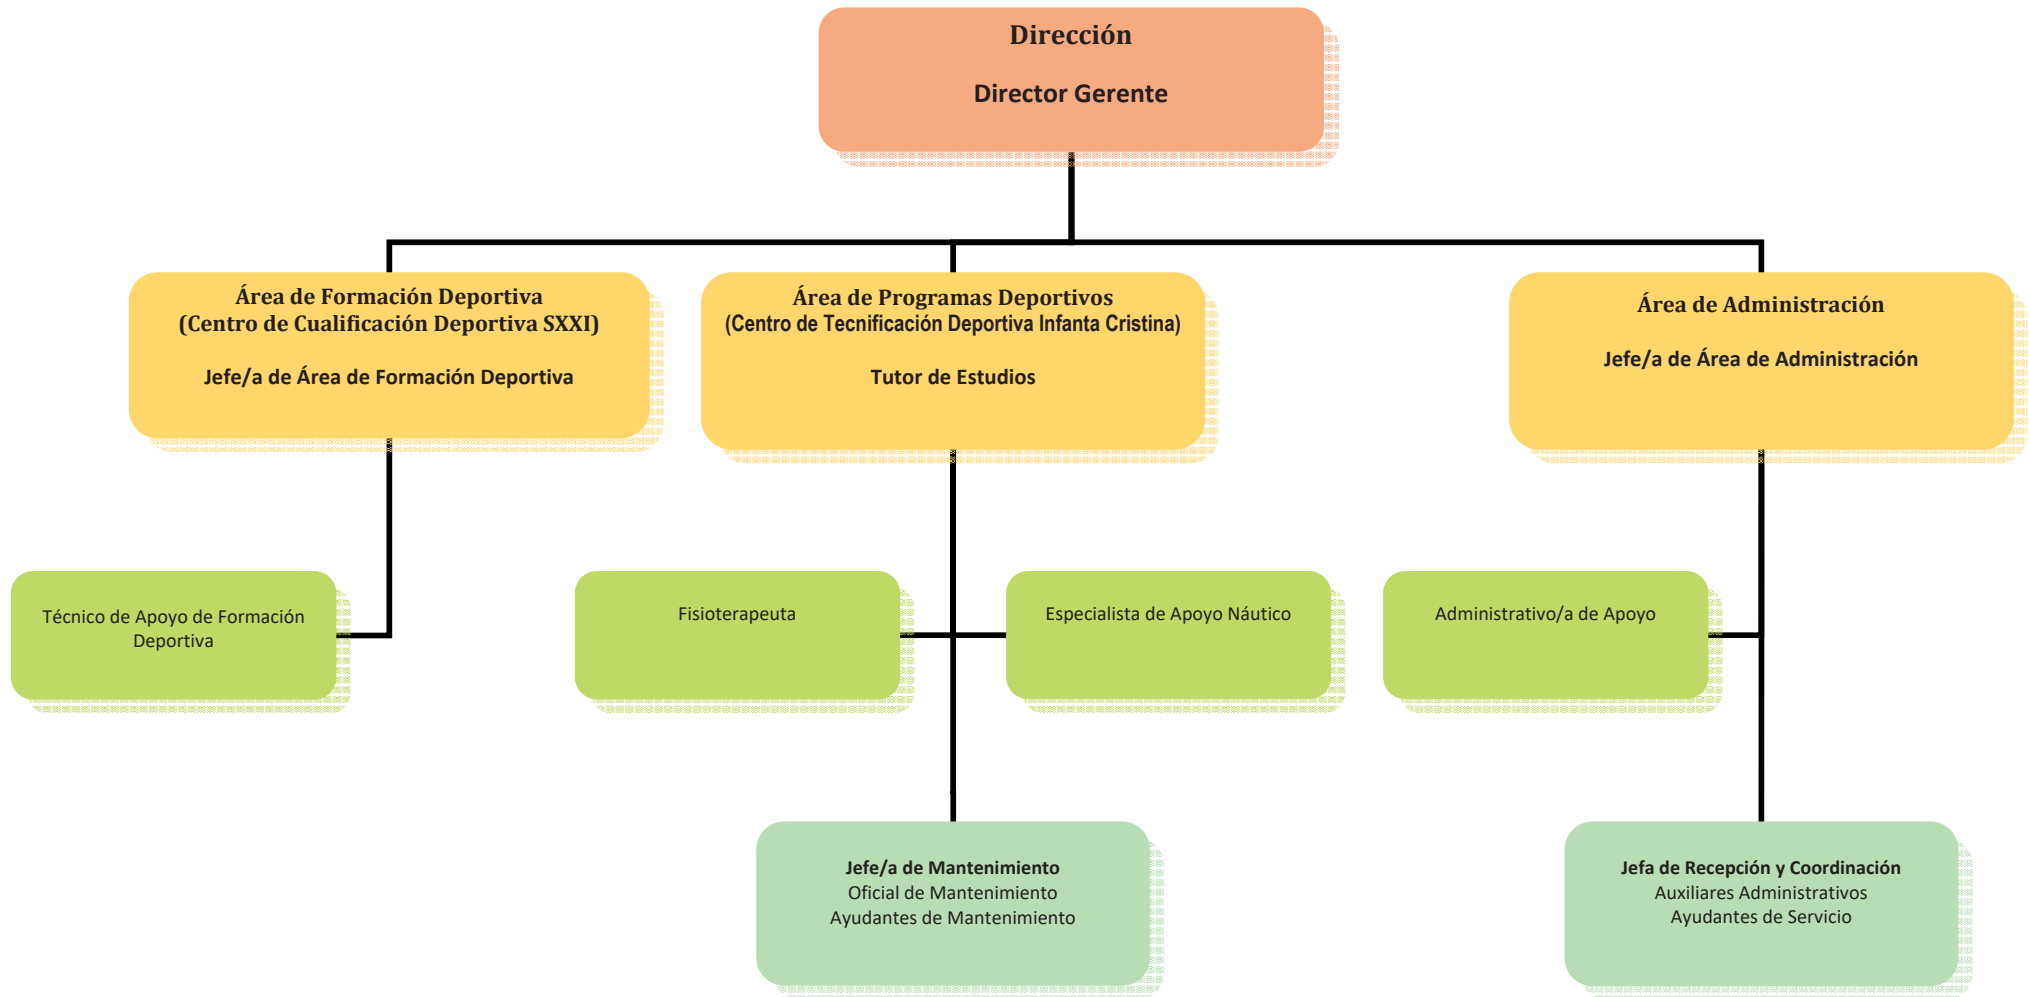 Dirección
Director Gerente
Área de Formación Deportiva
(Centro de Cualificación Deportiva SXXI)
Jefe/a de Área de Formación Deportiva
Área de Programas Deportivos
(Centro de Tecnificación Deportiva Infanta Cristina)
Tutor de Estudios
Área de Administración
Jefe/a de Área de Administración
Técnico de Apoyo de Formación
Deportiva
Fisioterapeuta
Especialista de Apoyo Náutico
Administrativo/a de Apoyo
Jefe/a de Mantenimiento
Oficial de Mantenimiento
Ayudantes de Mantenimiento
Jefa de Recepción y Coordinación
Auxiliares Administrativos
Ayudantes de Servicio